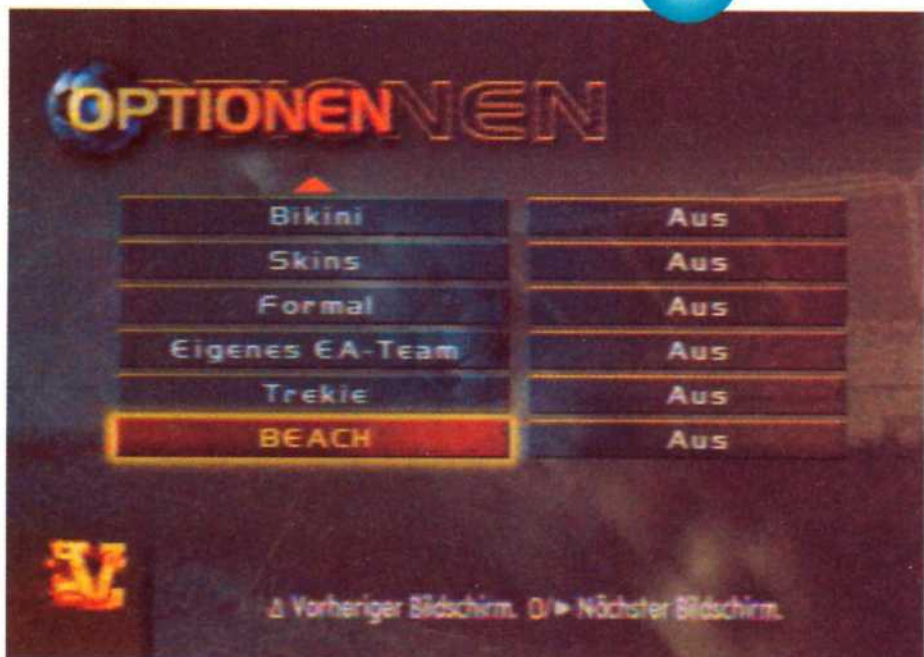 OPTIONEN
NEN
Bikini Aus
Skins Aus
Formal Aus
Eigenes EA-Team Aus
Trekie Aus
BEACH Aus
Δ Vorheriger Bildschirm. O/► Nächster Bildschirm.